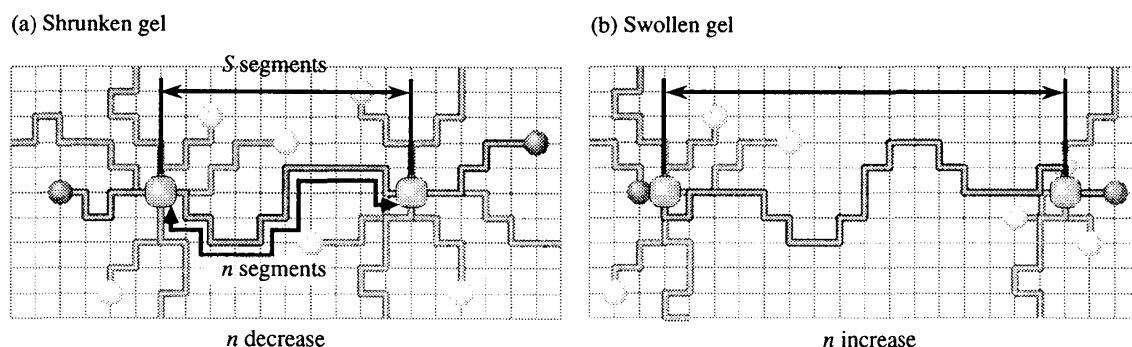 (a) Shrunken gel
(b) Swollen gel
S segments
n segments
n decrease
n increase